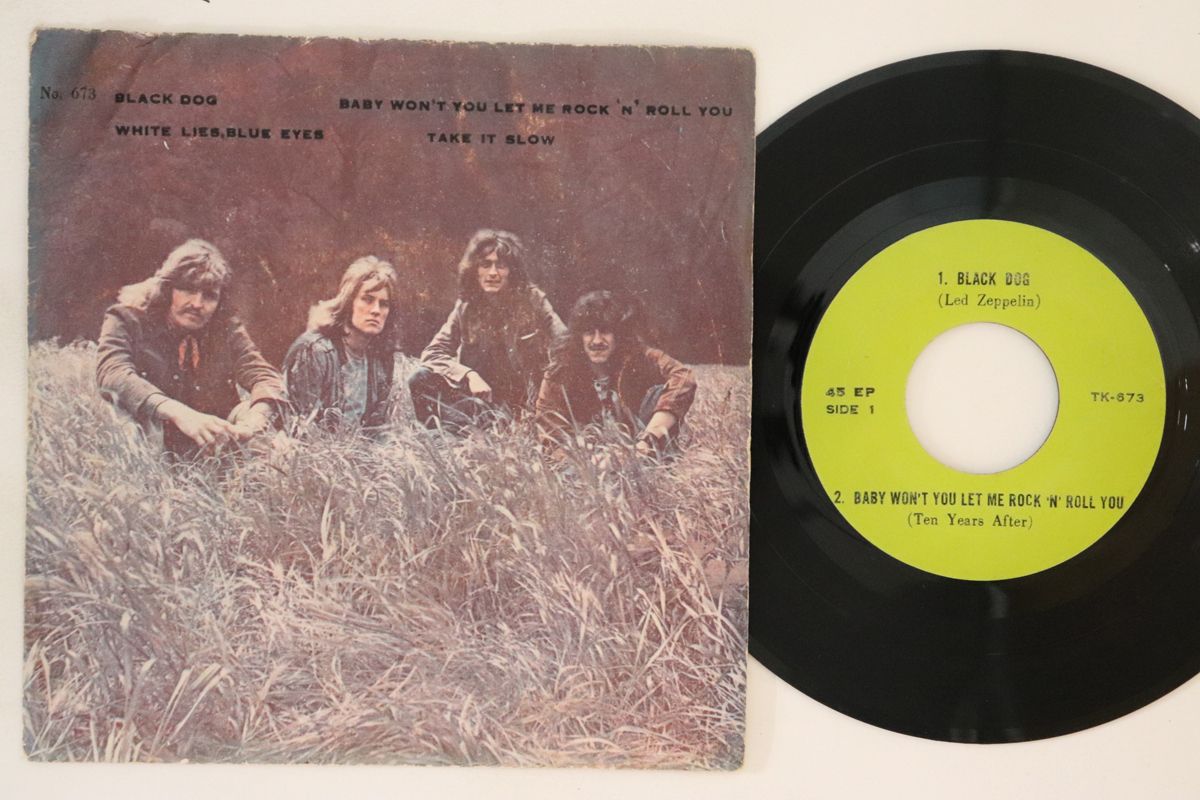 No. 673
BLACK DOG
BABY WON'T YOU LET ME ROCK 'N' ROLL YOU
WHITE LIES,BLUE EYES
TAKE IT SLOW
1. BLACK DOG
(Led Zeppelin)
45 EP
SIDE 1
TK-673
2. BABY WON'T YOU LET ME ROCK 'N' ROLL YOU
(Ten Years After)